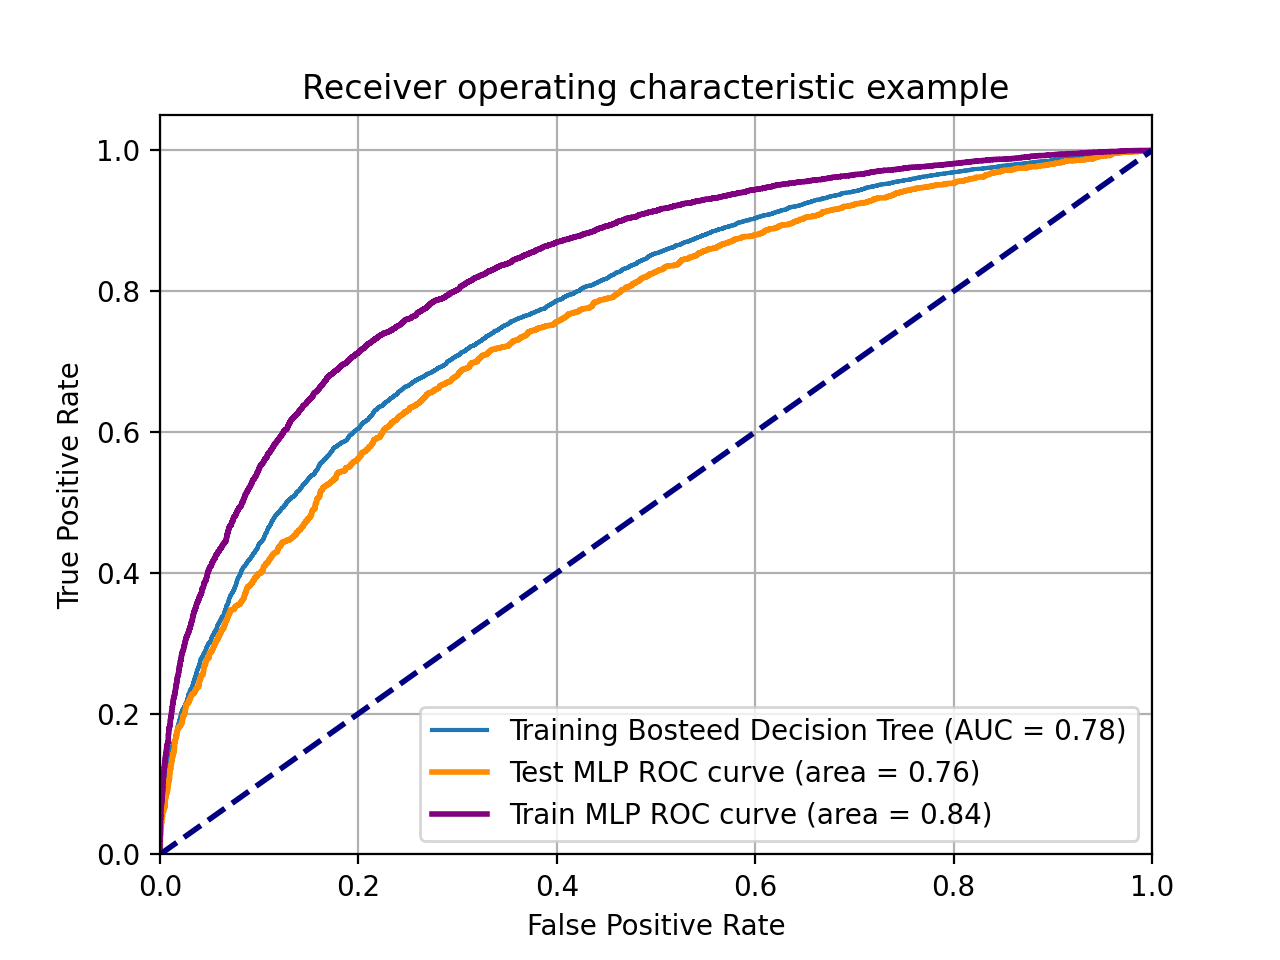 Receiver operating characteristic example
True Positive Rate
1.0
0.8
0.6
0.4
0.2
0.0
Training Bosteed Decision Tree (AUC = 0.78)
Test MLP ROC curve (area = 0.76)
Train MLP ROC curve (area = 0.84)
0.0 0.2 0.4 0.6 0.8 1.0
False Positive Rate